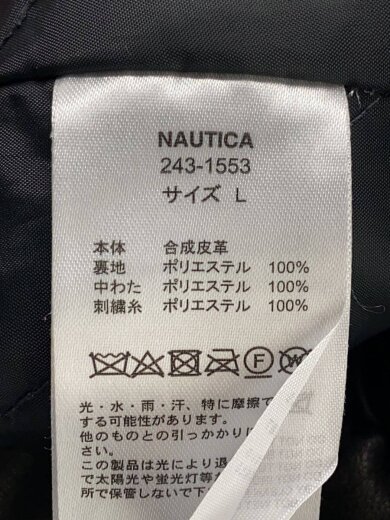 NAUTICA
243-1553
サイズ L
本体 合成皮革
裏地 ポリエステル 100%
中わた ポリエステル 100%
刺繍糸 ポリエステル 100%
F W
光・水・雨・汗、特に摩擦で
する可能性があります。
他のものとの引っかかりに
さい。
この製品は光により退
で太陽光や蛍光灯等
所で保管しないで下